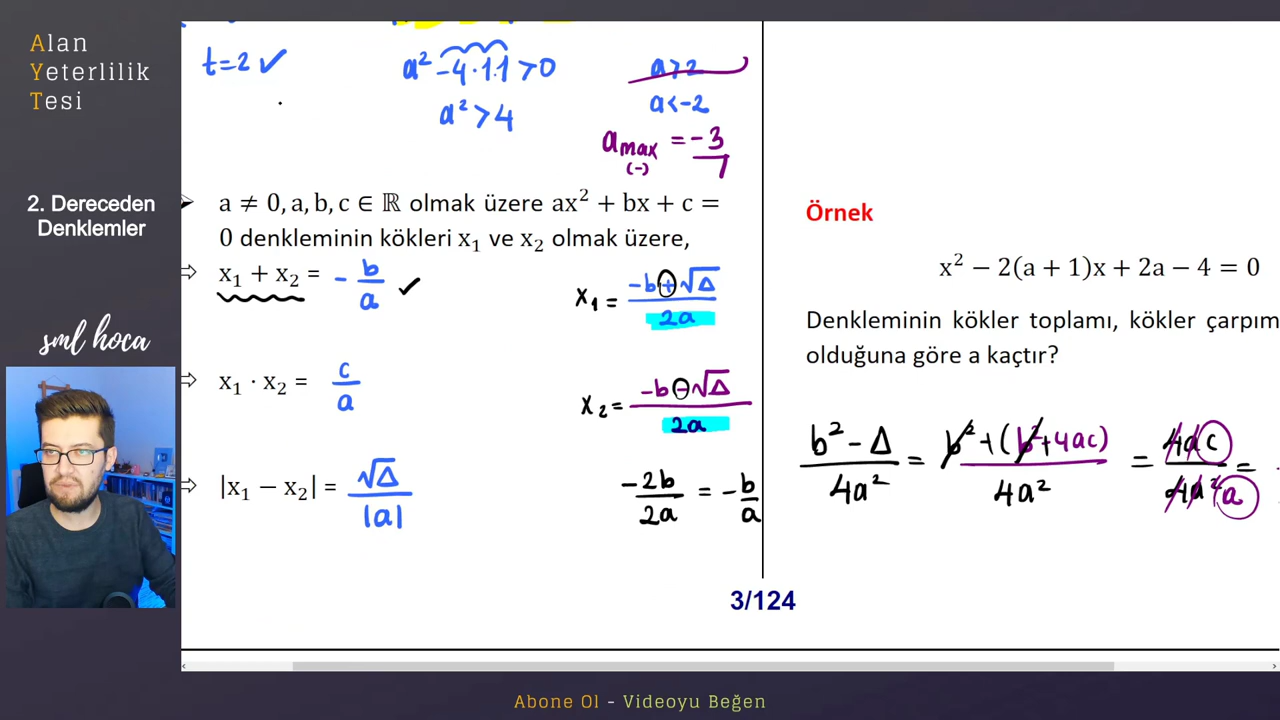 Alan
Yeterlilik
Tesi
2. Dereceden
Denklemler
sml hoca
t=2 ✓
a² -4·1·1 >0
a² >4
a>2
a<-2
a max = -3
(-)
a ≠ 0, a, b, c ∈ ℝ olmak üzere ax² + bx + c =
0 denkleminin kökleri x₁ ve x₂ olmak üzere,
⇒ x₁ + x₂ = - b/a ✓
x₁ = -b+√Δ / 2a
⇒ x₁ · x₂ = c/a
x₂ = -b-√Δ / 2a
⇒ |x₁ − x₂| = √Δ / |a|
-2b/2a = -b/a
Örnek
x² − 2(a + 1)x + 2a − 4 = 0
Denkleminin kökler toplamı, kökler çarpım
olduğuna göre a kaçtır?
b² - Δ / 4a² = b² + (b² + 4ac) / 4a² = 4ac / 4a² a =
3/124
Abone Ol - Videoyu Beğen